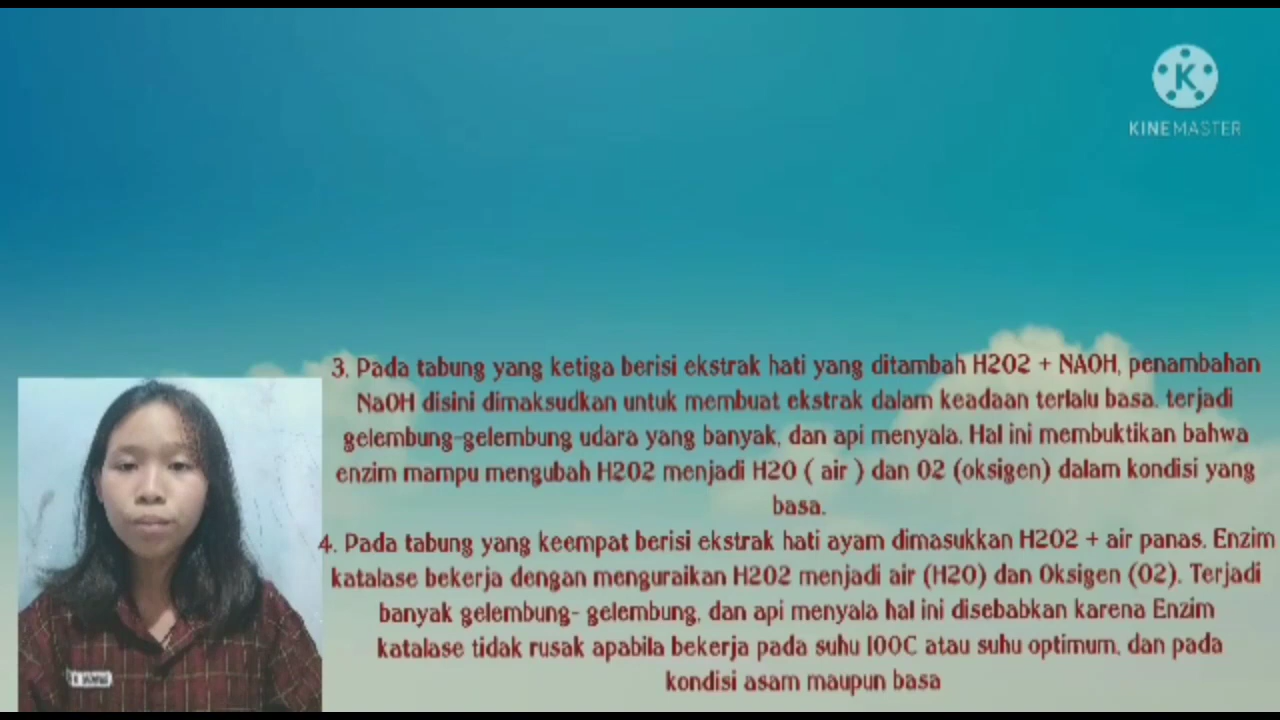 K
KINEMASTER
3. Pada tabung yang ketiga berisi ekstrak hati yang ditambah H2O2 + NAOH, penambahan
NaOH disini dimaksudkan untuk membuat ekstrak dalam keadaan terlalu basa. terjadi
gelembung-gelembung udara yang banyak, dan api menyala. Hal ini membuktikan bahwa
enzim mampu mengubah H2O2 menjadi H2O ( air ) dan O2 (oksigen) dalam kondisi yang
basa.
4. Pada tabung yang keempat berisi ekstrak hati ayam dimasukkan H2O2 + air panas. Enzim
katalase bekerja dengan menguraikan H2O2 menjadi air (H2O) dan Oksigen (O2). Terjadi
banyak gelembung- gelembung, dan api menyala hal ini disebabkan karena Enzim
katalase tidak rusak apabila bekerja pada suhu 100C atau suhu optimum, dan pada
kondisi asam maupun basa